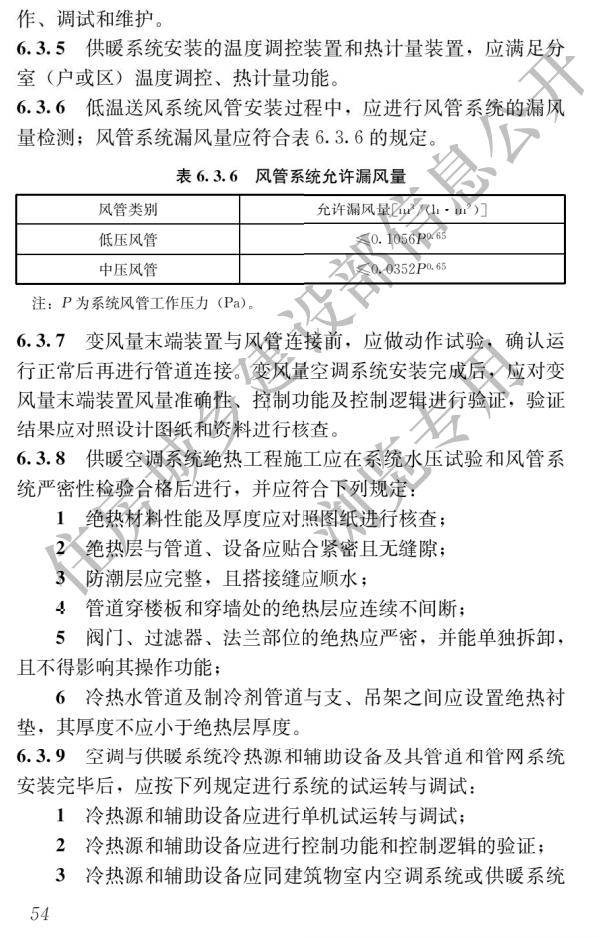 作、调试和维护。
6.3.5 供暖系统安装的温度调控装置和热计量装置，应满足分
室（户或区）温度调控、热计量功能。
6.3.6 低温送风系统风管安装过程中，应进行风管系统的漏风
量检测；风管系统漏风量应符合表 6.3.6 的规定。
表 6.3.6 风管系统允许漏风量
风管类别 允许漏风量[m³/(h·m²)]
低压风管 ≤0.1056P⁰·⁶⁵
中压风管 ≤0.0352P⁰·⁶⁵
注：P 为系统风管工作压力（Pa）。
6.3.7 变风量末端装置与风管连接前，应做动作试验，确认运
行正常后再进行管道连接。变风量空调系统安装完成后，应对变
风量末端装置风量准确性、控制功能及控制逻辑进行验证，验证
结果应对照设计图纸和资料进行核查。
6.3.8 供暖空调系统绝热工程施工应在系统水压试验和风管系
统严密性检验合格后进行，并应符合下列规定：
1 绝热材料性能及厚度应对照图纸进行核查；
2 绝热层与管道、设备应贴合紧密且无缝隙；
3 防潮层应完整，且搭接缝应顺水；
4 管道穿楼板和穿墙处的绝热层应连续不间断；
5 阀门、过滤器、法兰部位的绝热应严密，并能单独拆卸，
且不得影响其操作功能；
6 冷热水管道及制冷剂管道与支、吊架之间应设置绝热衬
垫，其厚度不应小于绝热层厚度。
6.3.9 空调与供暖系统冷热源和辅助设备及其管道和管网系统
安装完毕后，应按下列规定进行系统的试运转与调试：
1 冷热源和辅助设备应进行单机试运转与调试；
2 冷热源和辅助设备应进行控制功能和控制逻辑的验证；
3 冷热源和辅助设备应同建筑物室内空调系统或供暖系统
54
住房城乡建设部信息公开
浏览专用